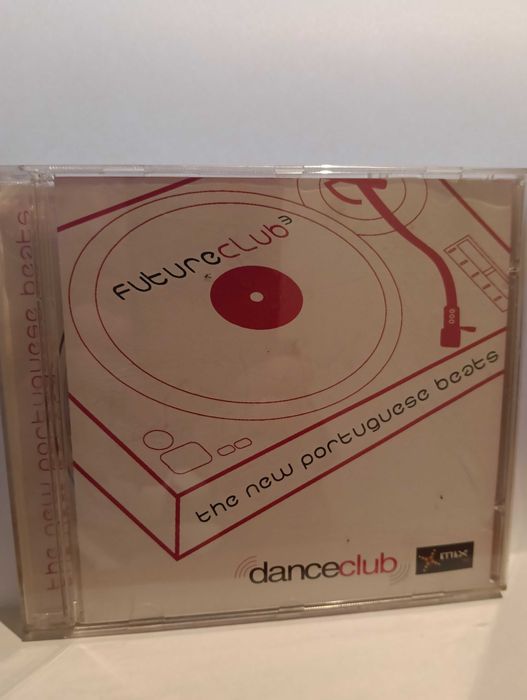 futureclub³
the new portuguese beats
the new portuguese beats
danceclub
mix